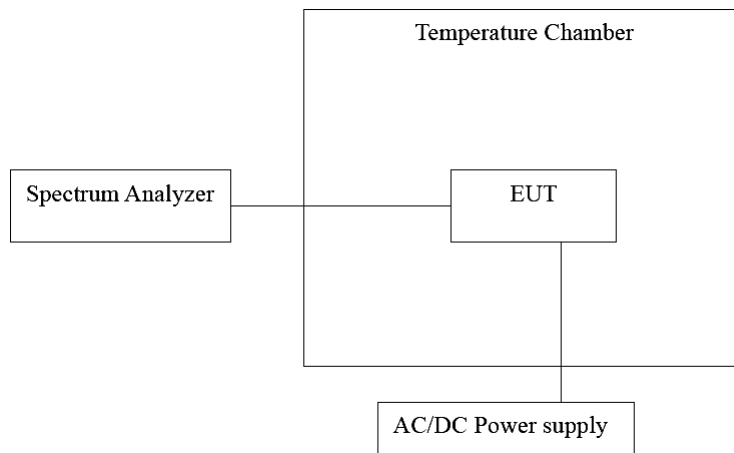 Temperature Chamber
Spectrum Analyzer
EUT
AC/DC Power supply